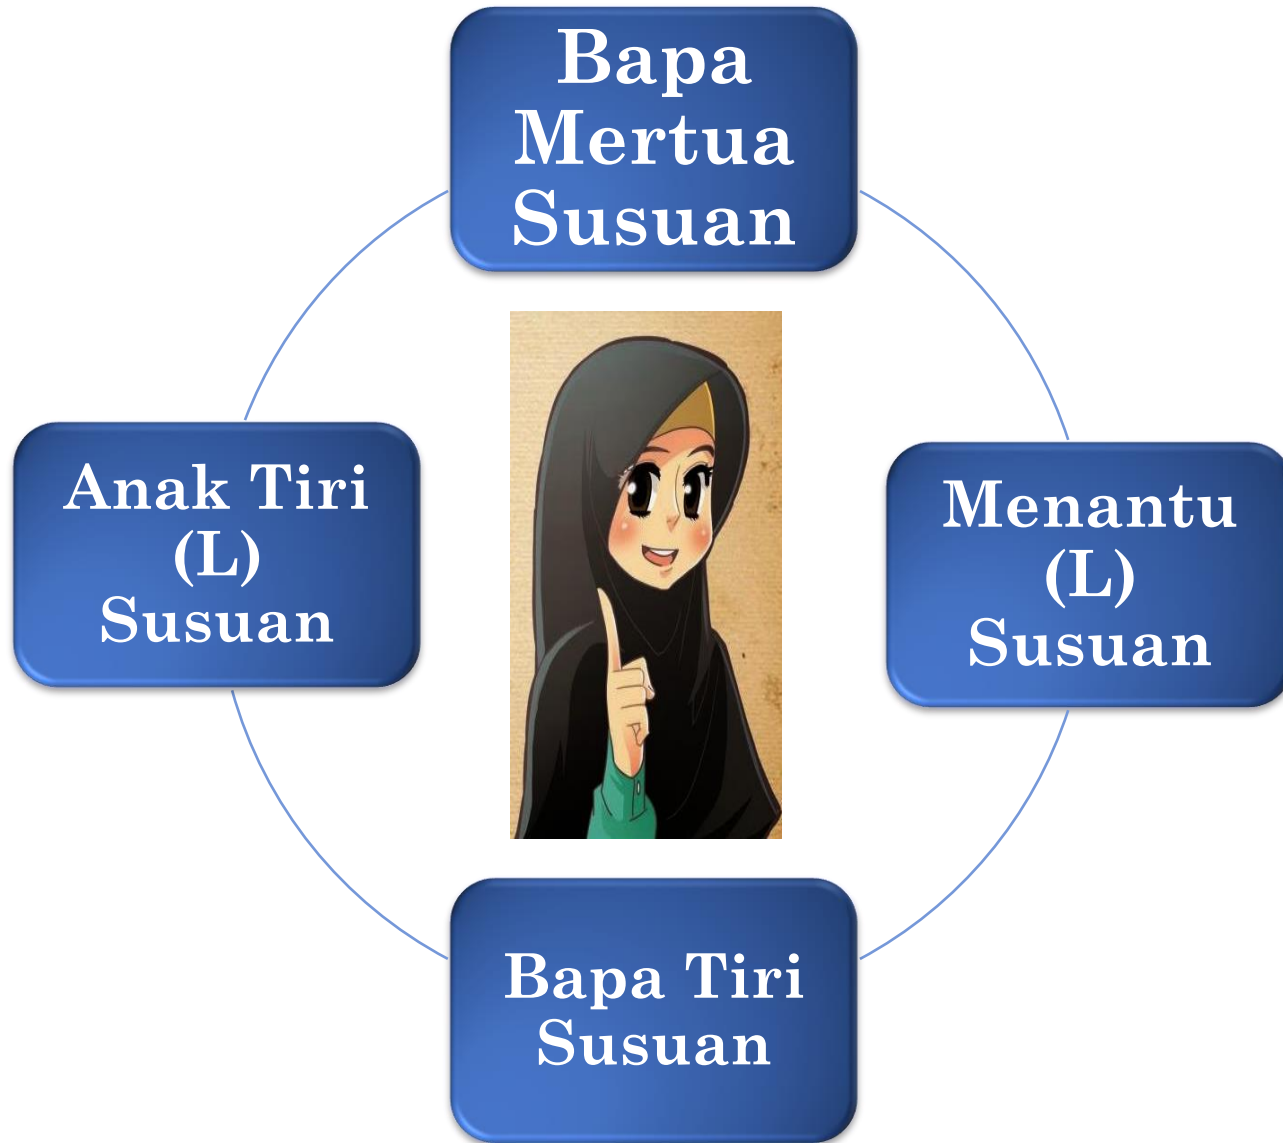 Bapa
Mertua
Susuan
Anak Tiri
(L)
Susuan
Menantu
(L)
Susuan
Bapa Tiri
Susuan